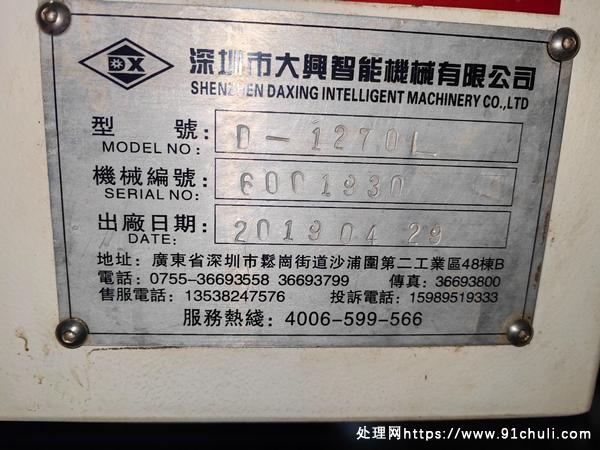 DX
深圳市大興智能機械有限公司
SHENZHEN DAXING INTELLIGENT MACHINERY CO.,LTD
型 號: D-1270L
MODEL NO:
機械編號: 6001930
SERIAL NO:
出廠日期: 2019 04 29
DATE:
地址: 廣東省深圳市鬆崗街道沙浦圍第二工業區48棟B
電話: 0755-36693558 36693799 傳真: 36693800
售服電話: 13538247576 投訴電話: 15989519333
服務熱綫: 4006-599-566
处理网https://www.91chuli.com/